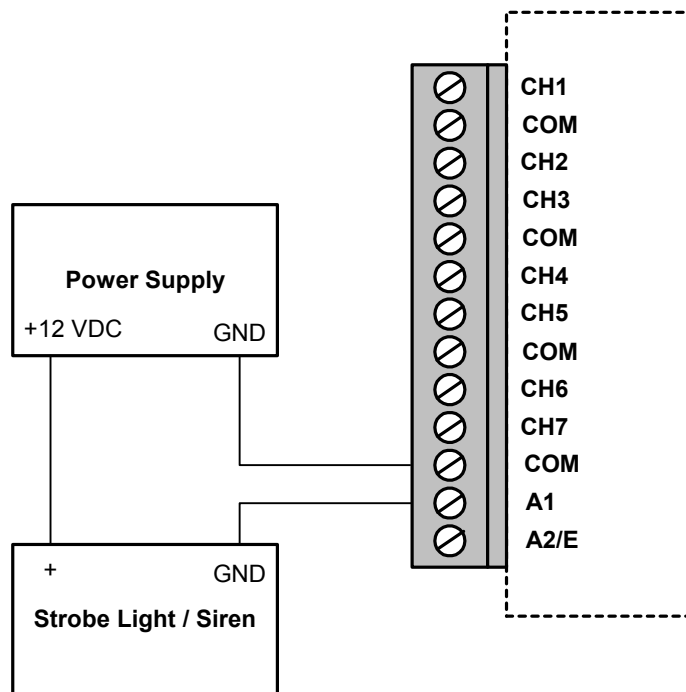 CH1
COM
CH2
CH3
COM
CH4
CH5
COM
CH6
CH7
COM
A1
A2/E
Power Supply
+12 VDC GND
+ GND
Strobe Light / Siren